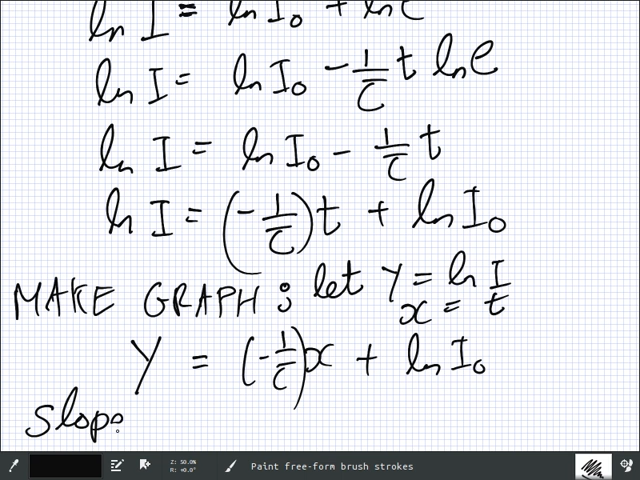 ln I = ln I₀ + ln e
ln I = ln I₀ - 1/C t ln e
ln I = ln I₀ - 1/C t
ln I = (-1/C)t + ln I₀
MAKE GRAPH: let Y = ln I
x = t
Y = (-1/C)x + ln I₀
Slop
Z: 50.0%
R: +0.0°
Paint free-form brush strokes